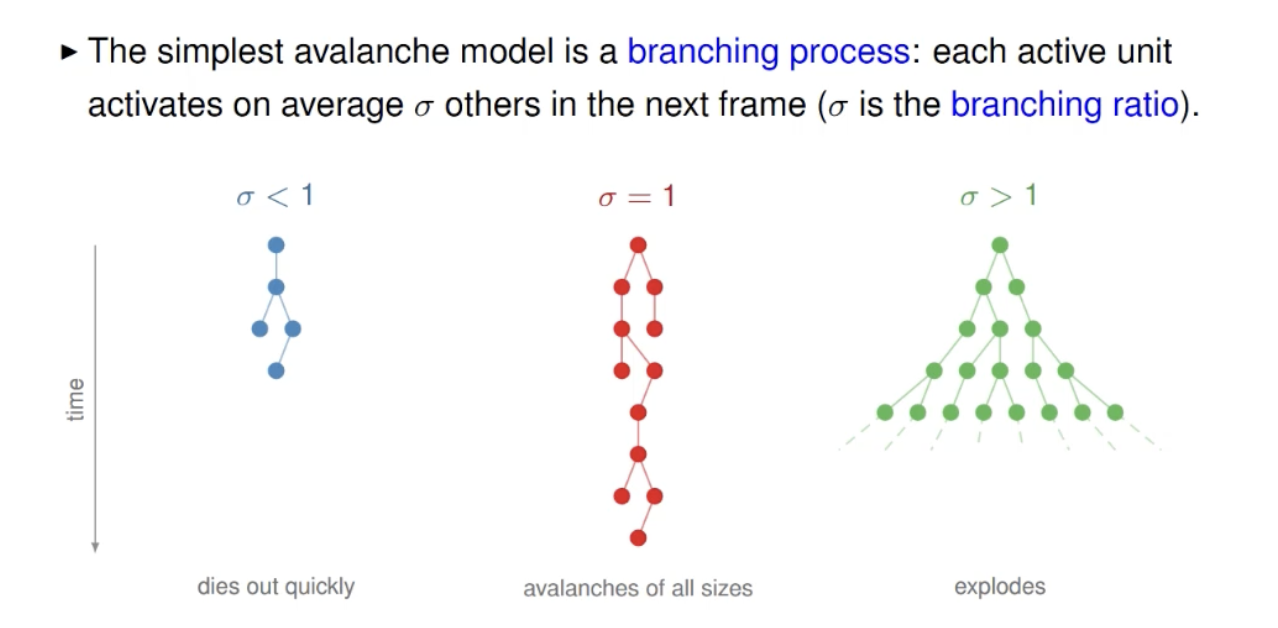 ▸ The simplest avalanche model is a branching process: each active unit
activates on average σ others in the next frame (σ is the branching ratio).
σ < 1
σ = 1
σ > 1
time
dies out quickly
avalanches of all sizes
explodes